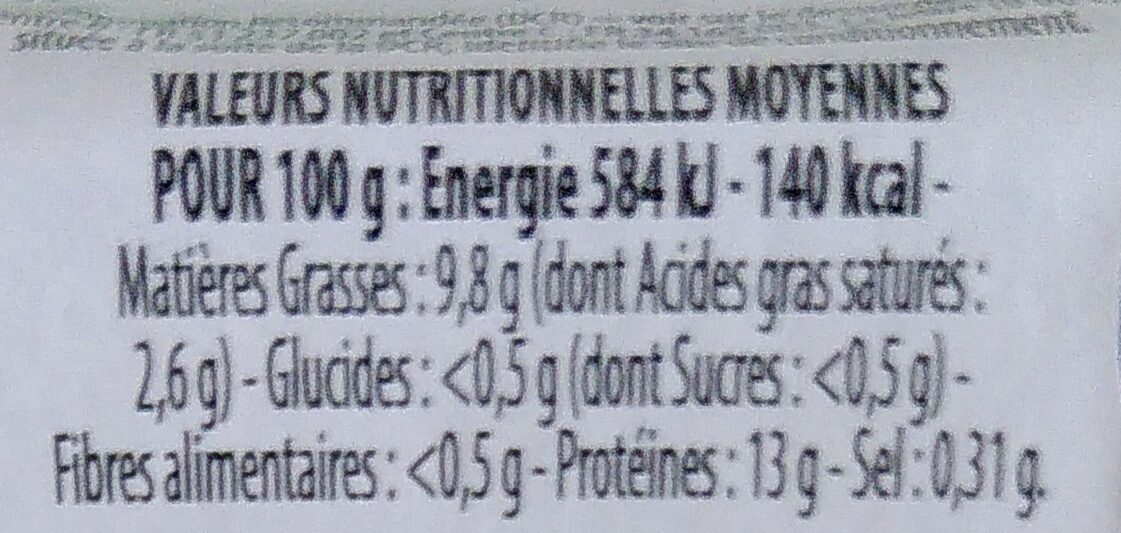 VALEURS NUTRITIONNELLES MOYENNES
POUR 100 g : Energie 584 kJ - 140 kcal -
Matières Grasses : 9,8 g (dont Acides gras saturés :
2,6 g) - Glucides : <0,5 g (dont Sucres : <0,5 g) -
Fibres alimentaires : <0,5 g - Protéines : 13 g - Sel : 0,31 g.